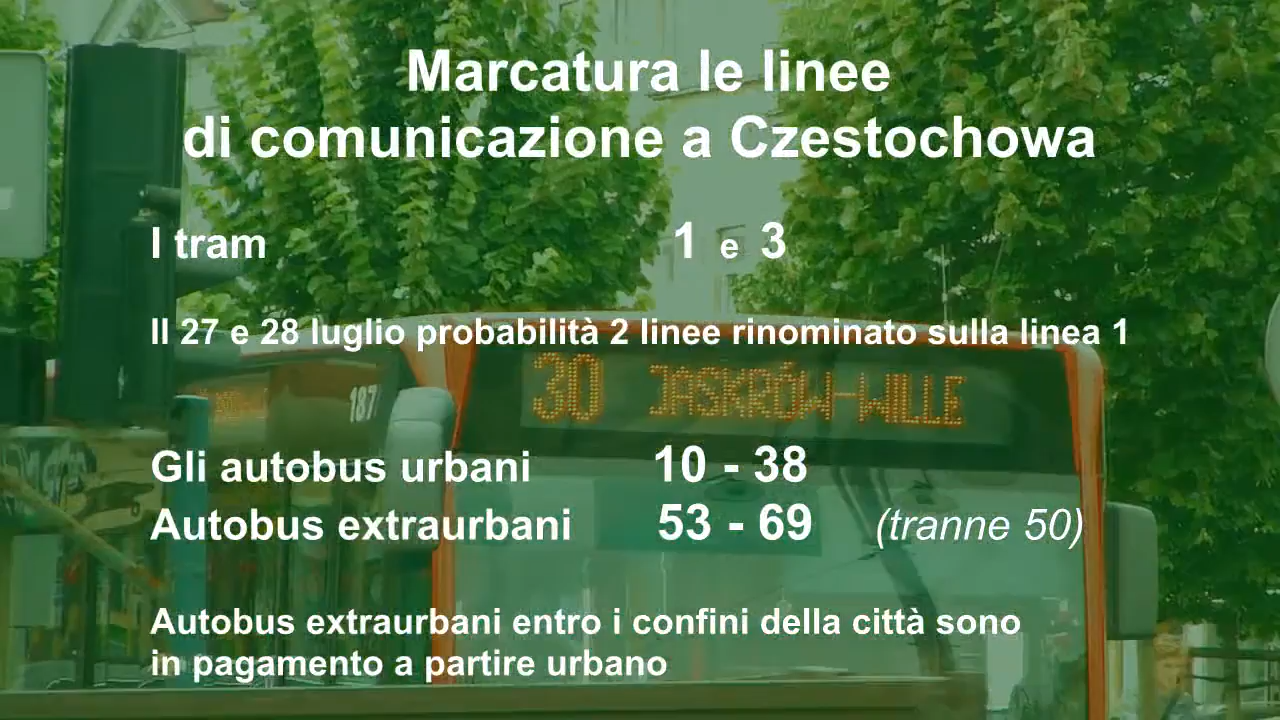 Marcatura le linee
di comunicazione a Czestochowa
I tram 1 e 3
Il 27 e 28 luglio probabilità 2 linee rinominato sulla linea 1
30 JASKRÓW-WILLE
187
Gli autobus urbani 10 - 38
Autobus extraurbani 53 - 69 (tranne 50)
Autobus extraurbani entro i confini della città sono
in pagamento a partire urbano